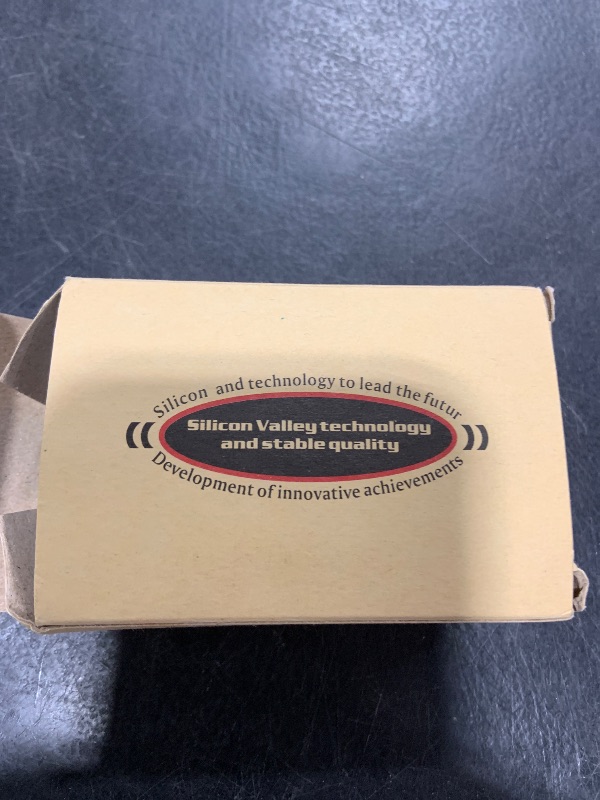 Silicon and technology to lead the futur
Silicon Valley technology
and stable quality
Development of innovative achievements